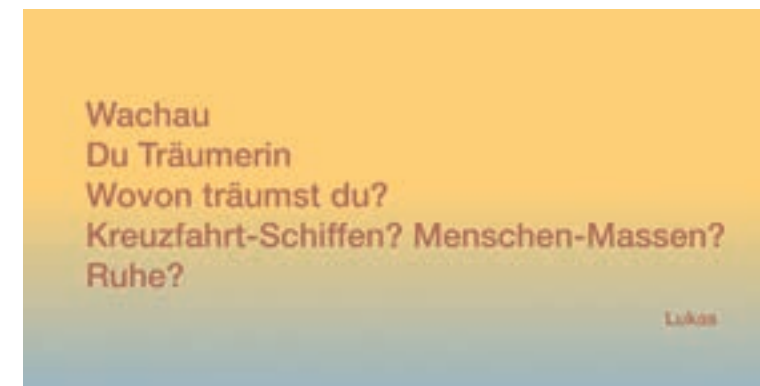 Wachau
Du Träumerin
Wovon träumst du?
Kreuzfahrt-Schiffen? Menschen-Massen?
Ruhe?
Lukas